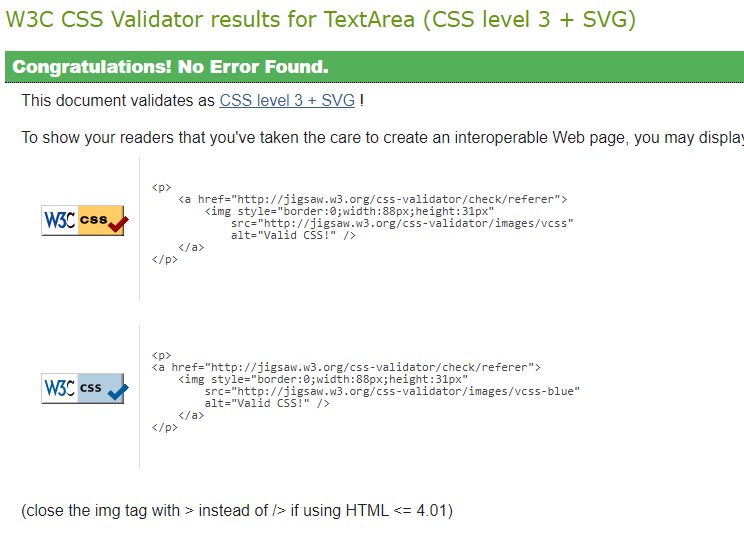 W3C CSS Validator results for TextArea (CSS level 3 + SVG)
Congratulations! No Error Found.
This document validates as CSS level 3 + SVG !
To show your readers that you've taken the care to create an interoperable Web page, you may display
<p>
<a href="http://jigsaw.w3.org/css-validator/check/referer">
<img style="border:0;width:88px;height:31px"
src="http://jigsaw.w3.org/css-validator/images/vcss"
alt="Valid CSS!" />
</a>
</p>
W3C css
<p>
<a href="http://jigsaw.w3.org/css-validator/check/referer">
<img style="border:0;width:88px;height:31px"
src="http://jigsaw.w3.org/css-validator/images/vcss-blue"
alt="Valid CSS!" />
</a>
</p>
W3C css
(close the img tag with > instead of /> if using HTML <= 4.01)